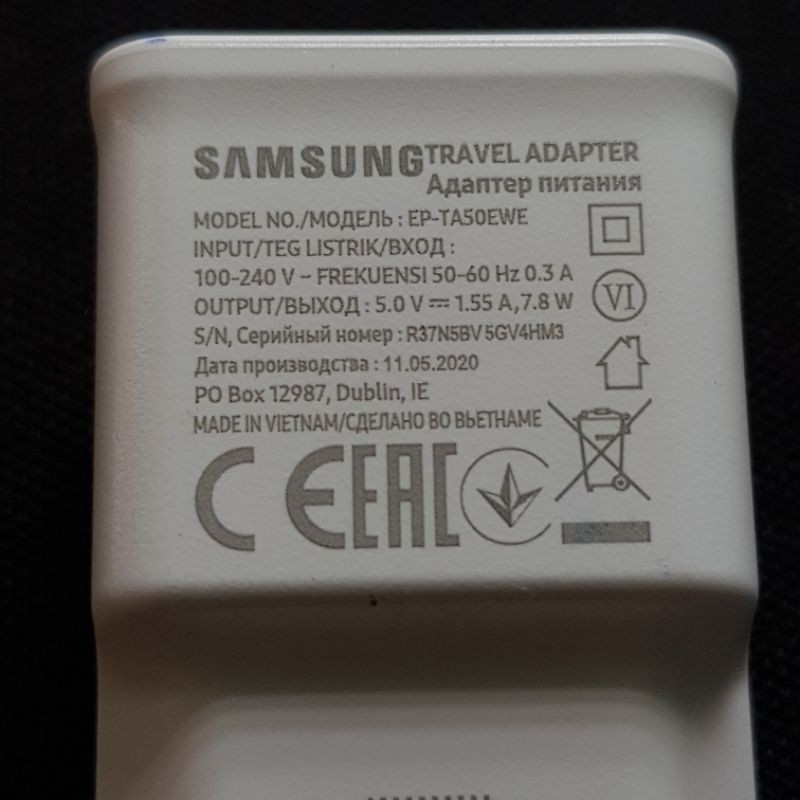 SAMSUNG TRAVEL ADAPTER
Адаптер питания
MODEL NO./МОДЕЛЬ : EP-TA50EWE
INPUT/TEG LISTRIK/ВХОД :
100-240 V ~ FREKUENSI 50-60 Hz 0.3 A
OUTPUT/ВЫХОД : 5.0 V ⎓ 1.55 A, 7.8 W
VI
S/N, Серийный номер : R37N5BV5GV4HM3
Дата производства : 11.05.2020
PO Box 12987, Dublin, IE
MADE IN VIETNAM/СДЕЛАНО ВО ВЬЕТНАМЕ
CE EAC